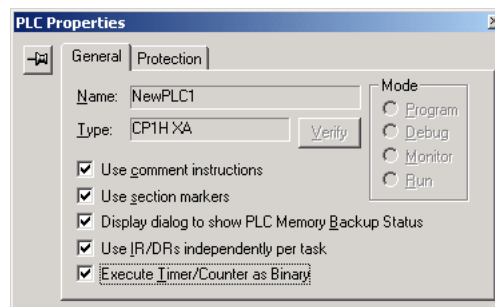 PLC Properties
General Protection
Name: NewPLC1
Type: CP1H XA Verify
Mode
Program
Debug
Monitor
Run
Use comment instructions
Use section markers
Display dialog to show PLC Memory Backup Status
Use IR/DRs independently per task
Execute Timer/Counter as Binary